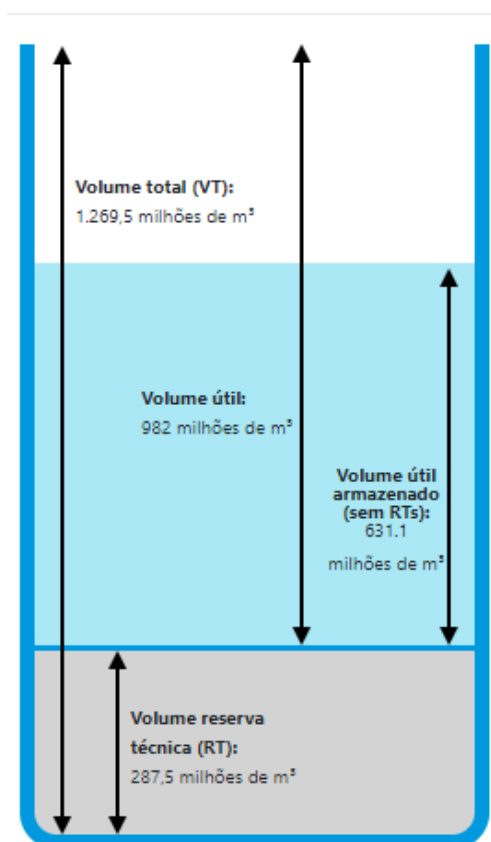 Volume total (VT):
1.269,5 milhões de m³
Volume útil:
982 milhões de m³
Volume útil
armazenado
(sem RTs):
631.1
milhões de m³
Volume reserva
técnica (RT):
287,5 milhões de m³